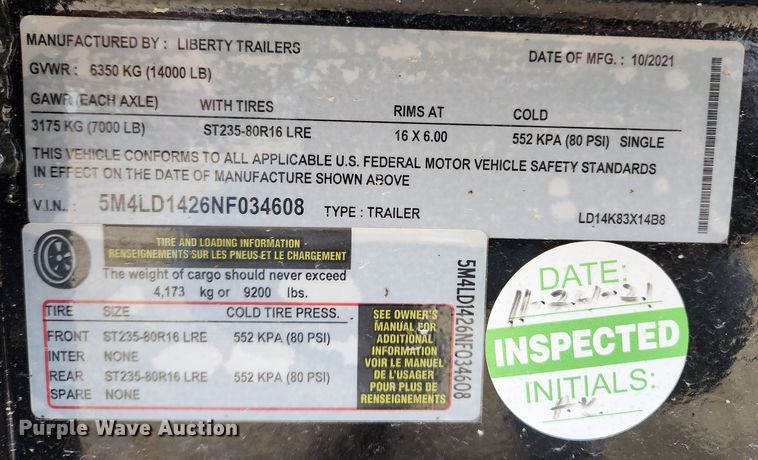 MANUFACTURED BY : LIBERTY TRAILERS DATE OF MFG. : 10/2021
GVWR : 6350 KG (14000 LB)
GAWR (EACH AXLE) WITH TIRES RIMS AT COLD
3175 KG (7000 LB) ST235-80R16 LRE 16 X 6.00 552 KPA (80 PSI) SINGLE
THIS VEHICLE CONFORMS TO ALL APPLICABLE U.S. FEDERAL MOTOR VEHICLE SAFETY STANDARDS
IN EFFECT ON THE DATE OF MANUFACTURE SHOWN ABOVE
V.I.N.. : 5M4LD1426NF034608 TYPE : TRAILER LD14K83X14B8
TIRE AND LOADING INFORMATION
RENSEIGNEMENTS SUR LES PNEUS-ET LE CHARGEMENT
The weight of cargo should never exceed
4,173 kg or 9200 lbs.
TIRE SIZE COLD TIRE PRESS.
FRONT ST235-80R16 LRE 552 KPA (80 PSI)
INTER NONE
REAR ST235-80R16 LRE 552 KPA (80 PSI)
SPARE NONE
SEE OWNER'S
MANUAL FOR
ADDITIONAL
INFORMATION
VOIR LE MANUEL
DE L'USAGER
POUR PLUS DE
RENSEIGNEMENTS
5M4LD1426NF034608
DATE:
INSPECTED
INITIALS:
Purple Wave Auction